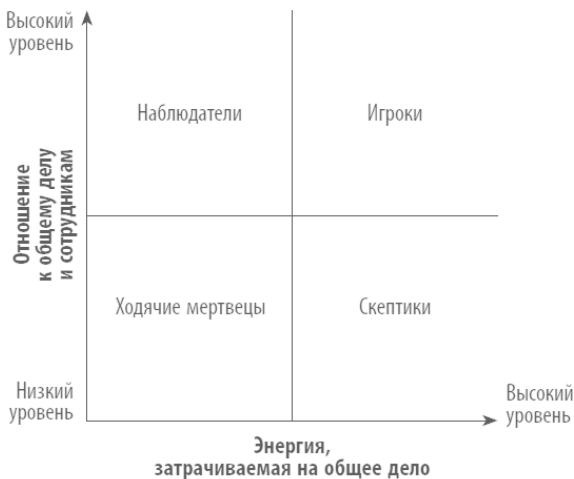 Высокий
уровень
Наблюдатели
Игроки
Отношение
к общему делу
и сотрудникам
Ходячие мертвецы
Скептики
Низкий
уровень
Высокий
уровень
Энергия,
затрачиваемая на общее дело